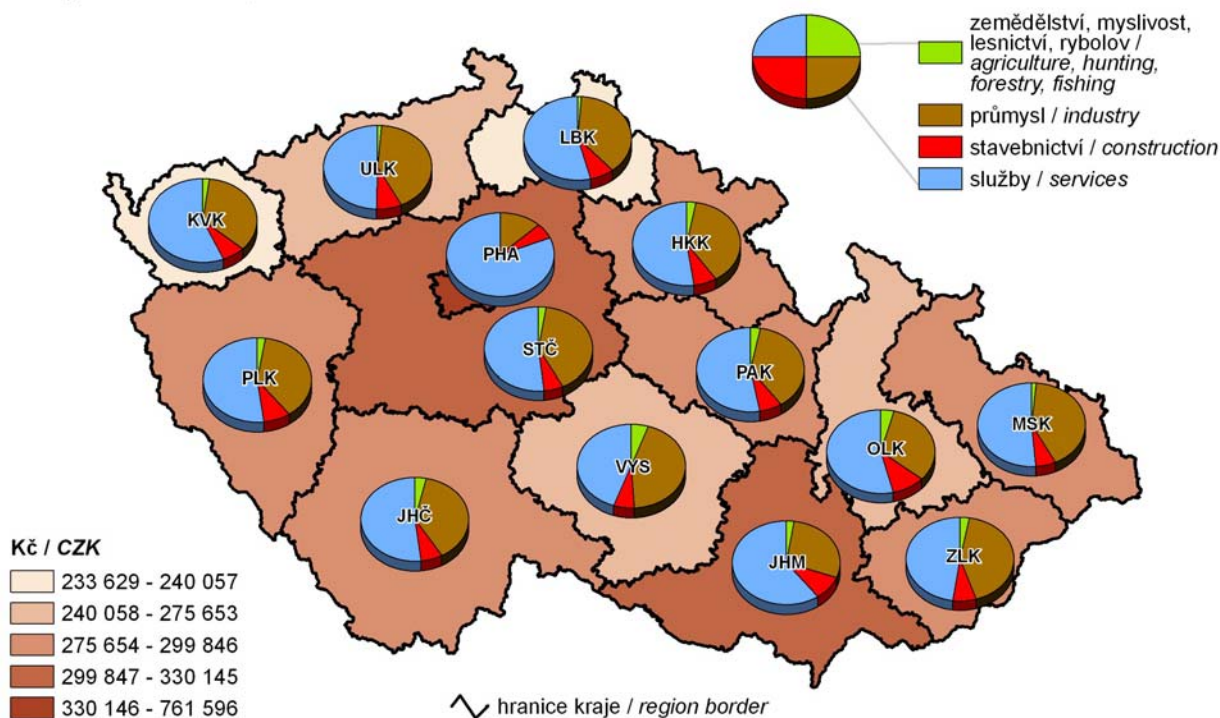 zemědělství, myslivost,
lesnictví, rybolov /
agriculture, hunting,
forestry, fishing
průmysl / industry
stavebnictví / construction
služby / services
LBK
ULK
KVK
HKK
PHA
STČ
PLK
PAK
MSK
OLK
VYS
JHČ
JHM
ZLK
Kč / CZK
233 629 - 240 057
240 058 - 275 653
275 654 - 299 846
299 847 - 330 145
330 146 - 761 596
hranice kraje / region border